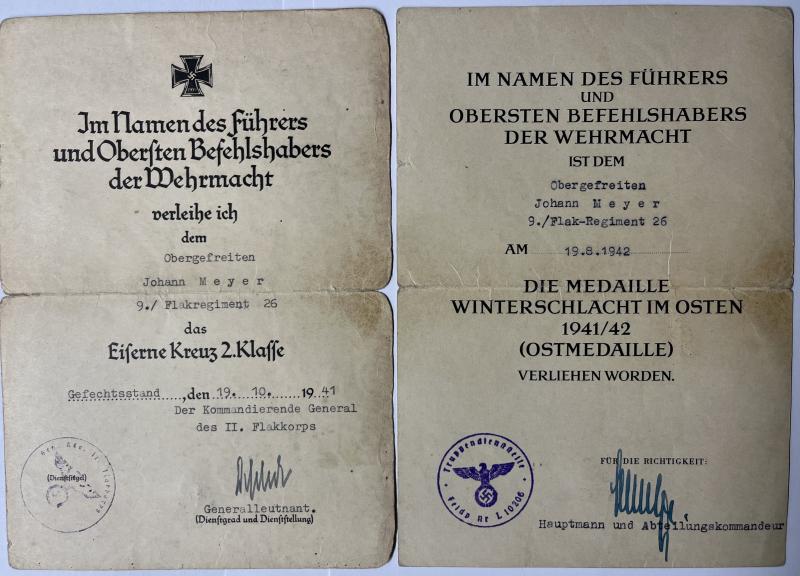 Im Namen des Führers
und Obersten Befehlshabers
der Wehrmacht
verleihe ich
dem
Obergefreiten
Johann Meyer
9./ Flakregiment 26
das
Eiserne Kreuz 2. Klasse
Gefechtsstand, den 19. 10. 1941
Der Kommandierende General
des II. Flakkorps
(Dienstsiegel)
Generalleutnant.
(Dienstgrad und Dienststellung)
IM NAMEN DES FÜHRERS
UND
OBERSTEN BEFEHLSHABERS
DER WEHRMACHT
IST DEM
Obergefreiten
Johann Meyer
9./Flak-Regiment 26
AM 19.8.1942
DIE MEDAILLE
WINTERSCHLACHT IM OSTEN
1941/42
(OSTMEDAILLE)
VERLIEHEN WORDEN.
FÜR DIE RICHTIGKEIT:
Hauptmann und Abteilungskommandeur
L 10206